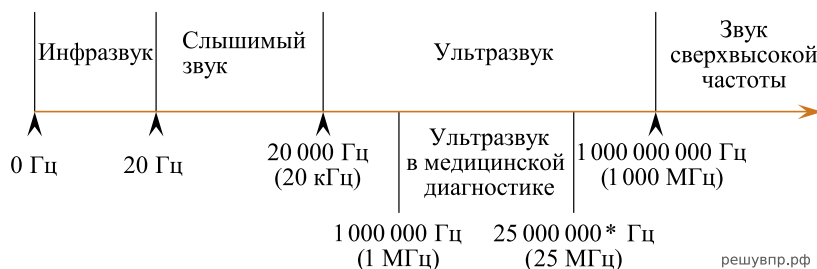 Инфразвук
Слышимый
звук
Ультразвук
Звук
сверхвысокой
частоты
0 Гц
20 Гц
20 000 Гц
(20 кГц)
Ультразвук
в медицинской
диагностике
1 000 000 000 Гц
(1 000 МГц)
1 000 000 Гц
(1 МГц)
25 000 000* Гц
(25 МГц)
решувпр.рф